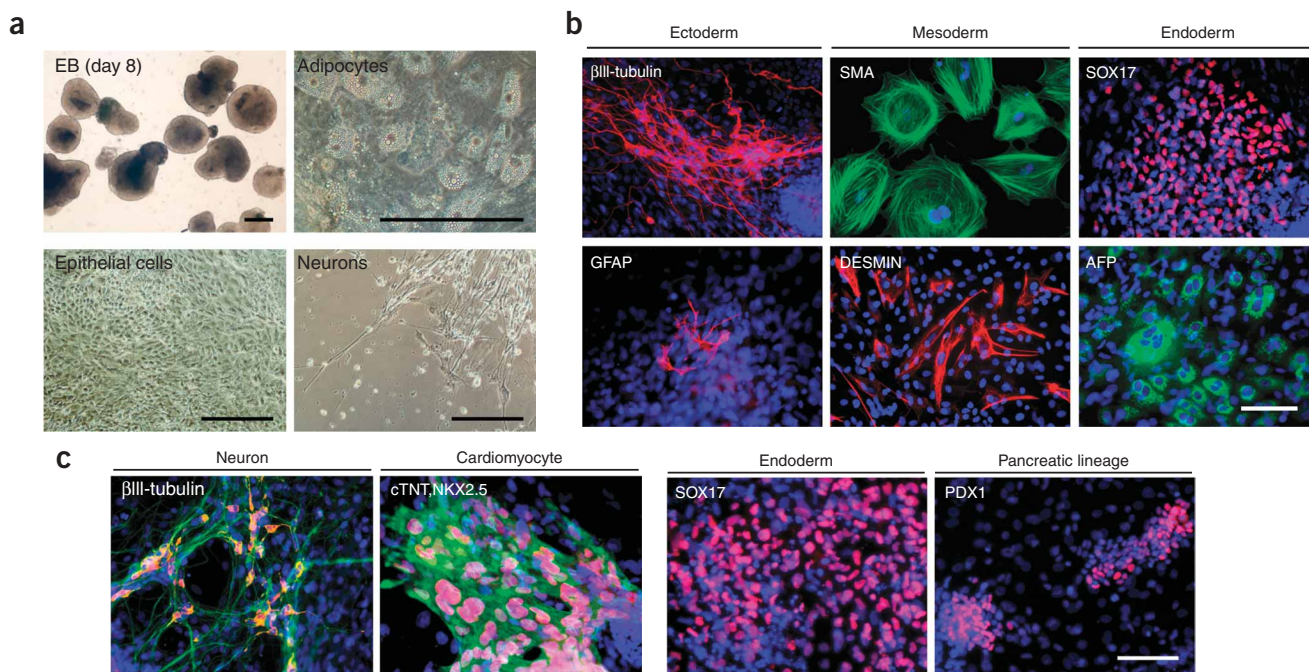 a
EB (day 8)
Adipocytes
Epithelial cells
Neurons
b
Ectoderm
Mesoderm
Endoderm
βIII-tubulin
SMA
SOX17
GFAP
DESMIN
AFP
c
Neuron
Cardiomyocyte
Endoderm
Pancreatic lineage
βIII-tubulin
cTNT,NKX2.5
SOX17
PDX1